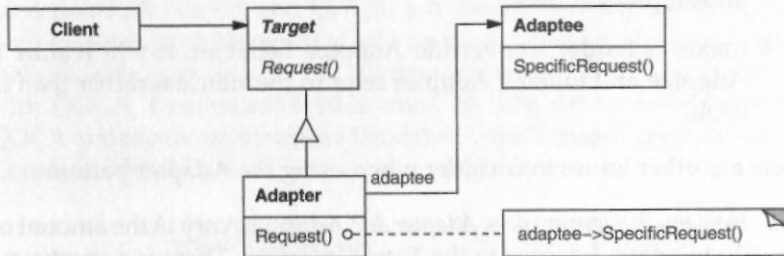 Client
Target
Request()
Adaptee
SpecificRequest()
adaptee
Adapter
Request()
adaptee->SpecificRequest()